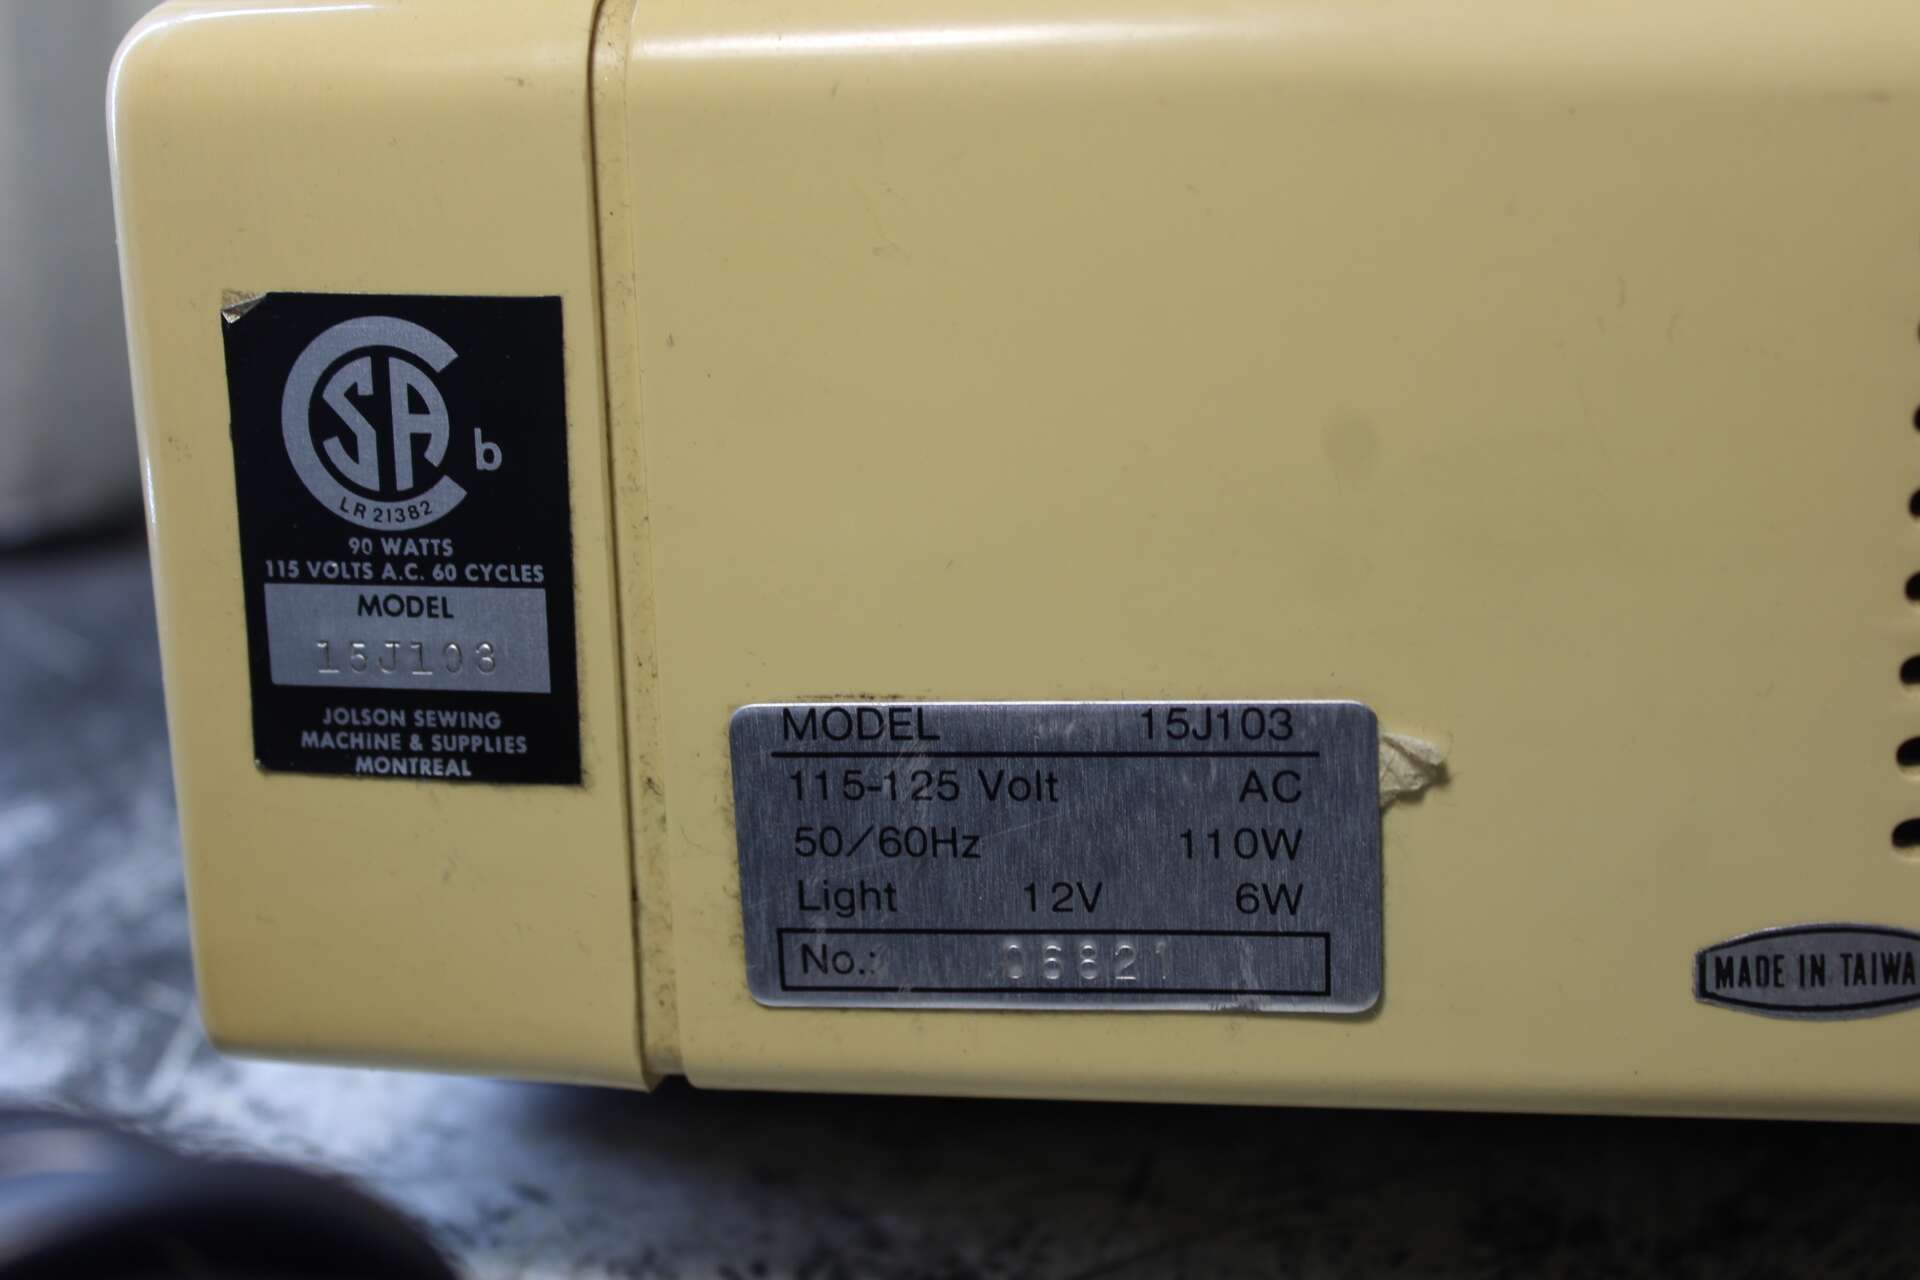 CSA b
LR 21382
90 WATTS
115 VOLTS A.C. 60 CYCLES
MODEL
15J103
JOLSON SEWING
MACHINE & SUPPLIES
MONTREAL
MODEL 15J103
115-125 Volt AC
50/60Hz 110W
Light 12V 6W
No.: 06821
MADE IN TAIWA